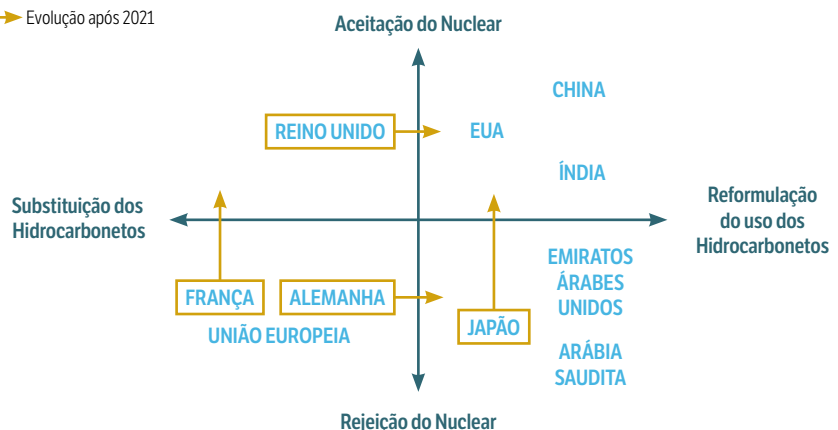 Evolução após 2021
Aceitação do Nuclear
CHINA
REINO UNIDO
EUA
ÍNDIA
Substituição dos
Hidrocarbonetos
Reformulação
do uso dos
Hidrocarbonetos
EMIRATOS
ÁRABES
UNIDOS
FRANÇA
ALEMANHA
JAPÃO
UNIÃO EUROPEIA
ARÁBIA
SAUDITA
Rejeição do Nuclear